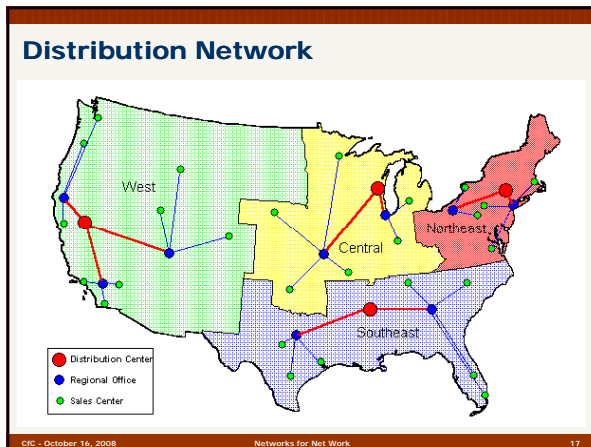 Distribution Network
West
Central
Northeast
Southeast
Distribution Center
Regional Office
Sales Center
CfC - October 16, 2008
Networks for Net Work
17